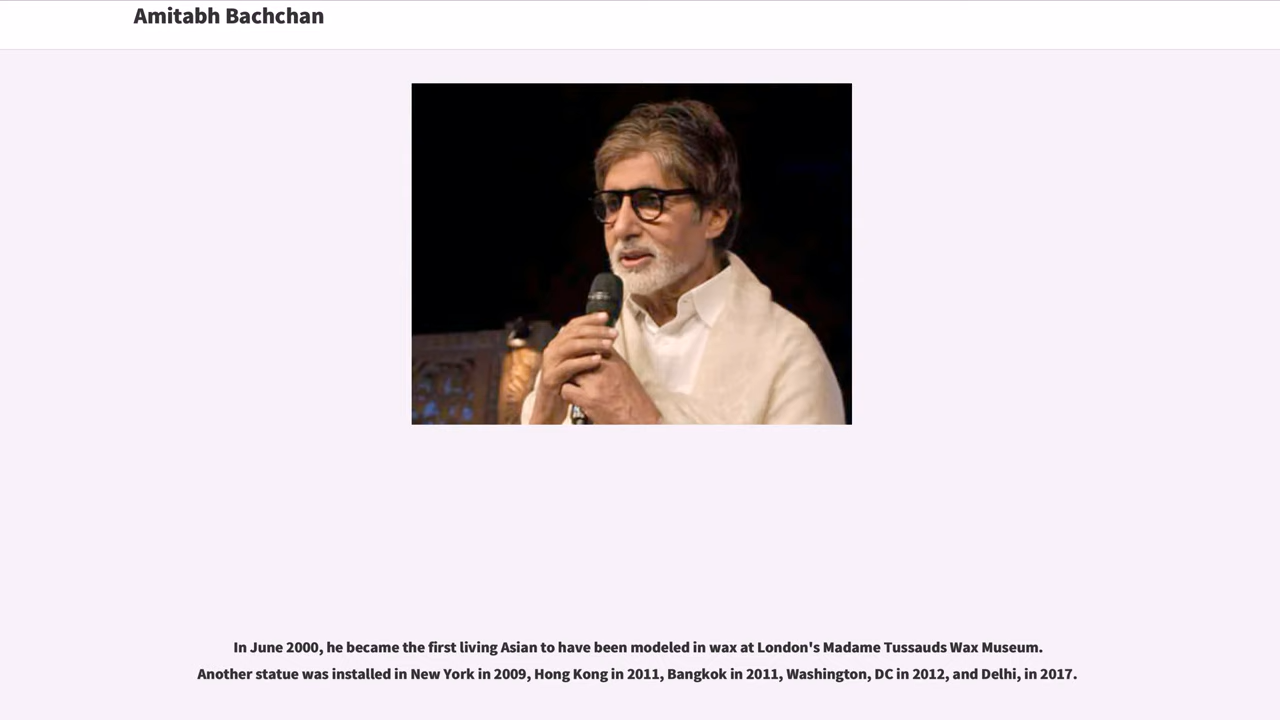 Amitabh Bachchan
In June 2000, he became the first living Asian to have been modeled in wax at London's Madame Tussauds Wax Museum.
Another statue was installed in New York in 2009, Hong Kong in 2011, Bangkok in 2011, Washington, DC in 2012, and Delhi, in 2017.